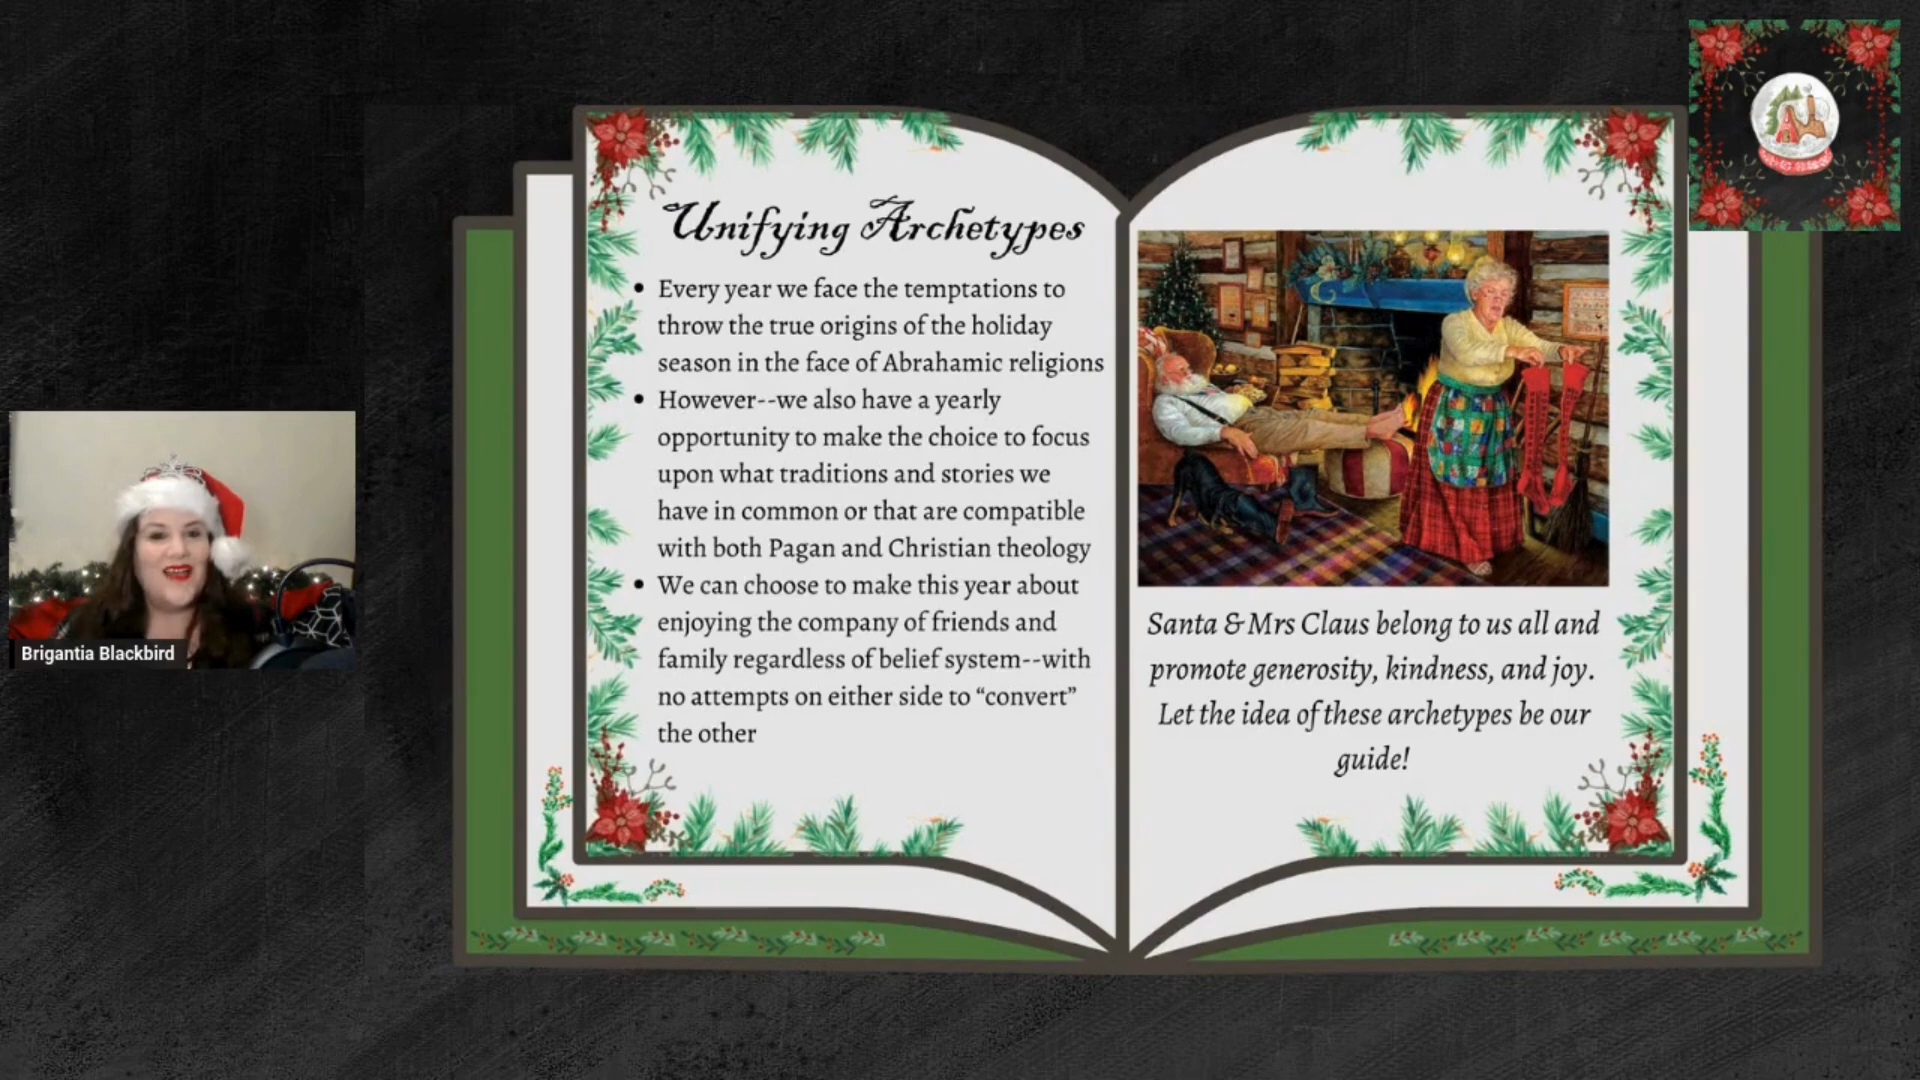 Unifying Archetypes
• Every year we face the temptations to
throw the true origins of the holiday
season in the face of Abrahamic religions
• However--we also have a yearly
opportunity to make the choice to focus
upon what traditions and stories we
have in common or that are compatible
with both Pagan and Christian theology
• We can choose to make this year about
enjoying the company of friends and
family regardless of belief system--with
no attempts on either side to “convert”
the other
Santa & Mrs Claus belong to us all and
promote generosity, kindness, and joy.
Let the idea of these archetypes be our
guide!
Brigantia Blackbird